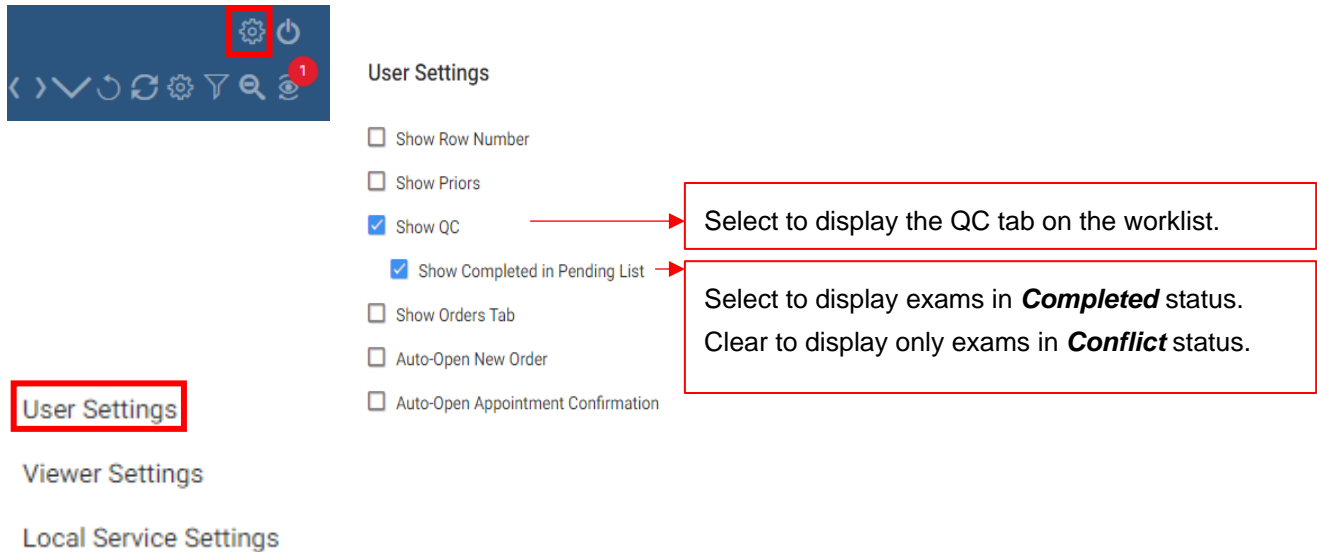 1
User Settings
Show Row Number
Show Priors
Show QC
Select to display the QC tab on the worklist.
Show Completed in Pending List
Select to display exams in Completed status.
Clear to display only exams in Conflict status.
Show Orders Tab
Auto-Open New Order
Auto-Open Appointment Confirmation
User Settings
Viewer Settings
Local Service Settings